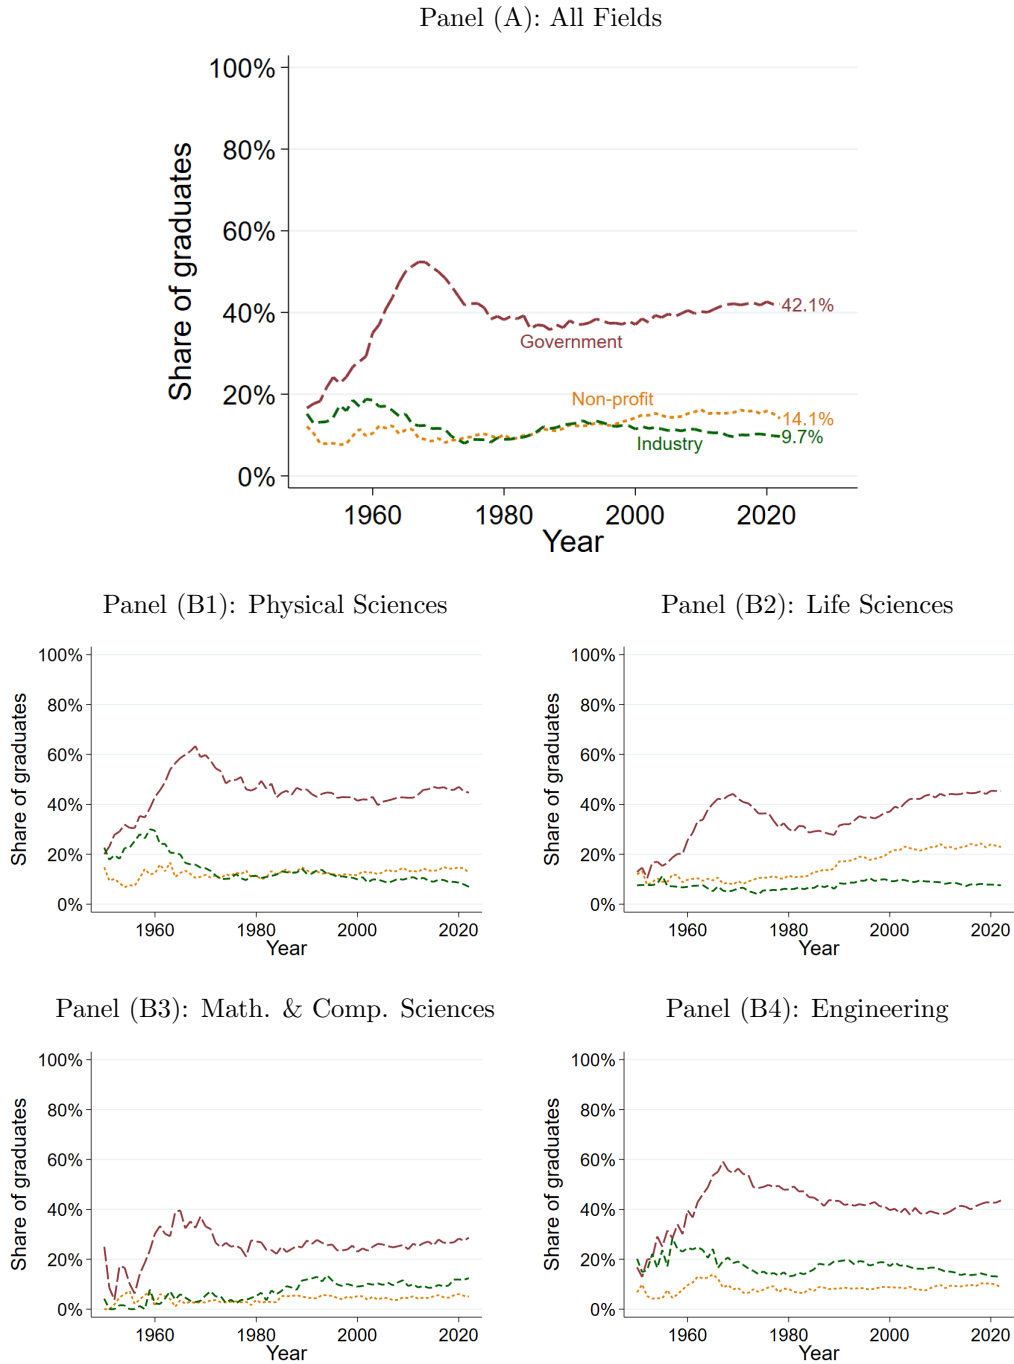 Panel (A): All Fields
100%
80%
60%
40%
20%
0%
Share of graduates
Government
Non-profit
Industry
42.1%
14.1%
9.7%
1960 1980 2000 2020
Year
Panel (B1): Physical Sciences
100%
80%
60%
40%
20%
0%
Share of graduates
1960 1980 2000 2020
Year
Panel (B2): Life Sciences
100%
80%
60%
40%
20%
0%
Share of graduates
1960 1980 2000 2020
Year
Panel (B3): Math. & Comp. Sciences
100%
80%
60%
40%
20%
0%
Share of graduates
1960 1980 2000 2020
Year
Panel (B4): Engineering
100%
80%
60%
40%
20%
0%
Share of graduates
1960 1980 2000 2020
Year